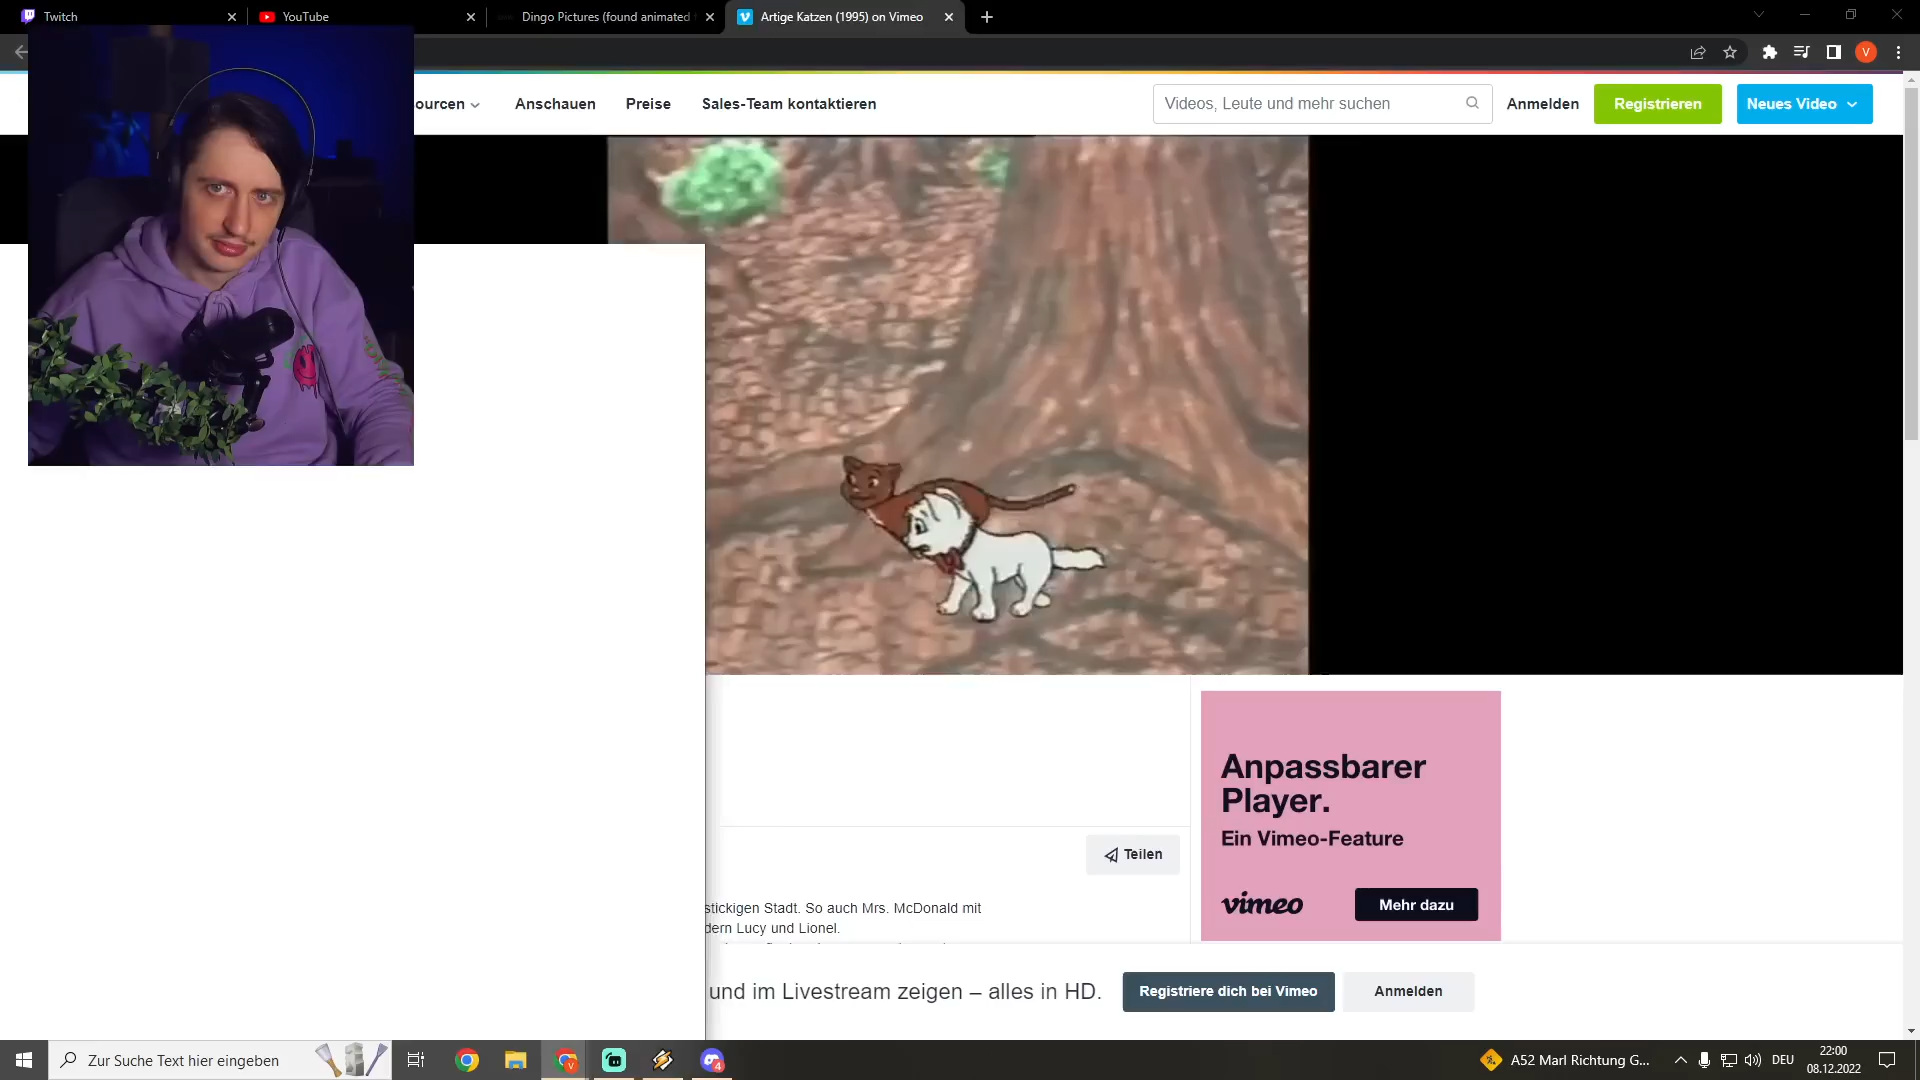 Twitch
YouTube
Dingo Pictures (found animated
Artige Katzen (1995) on Vimeo
V
ourcen
Anschauen
Preise
Sales-Team kontaktieren
Videos, Leute und mehr suchen
Anmelden
Registrieren
Neues Video
Anpassbarer
Player.
Ein Vimeo-Feature
vimeo
Mehr dazu
Teilen
stickigen Stadt. So auch Mrs. McDonald mit
dern Lucy und Lionel.
und im Livestream zeigen – alles in HD.
Registriere dich bei Vimeo
Anmelden
Zur Suche Text hier eingeben
V
4
A52 Marl Richtung G...
DEU
22:00
08.12.2022